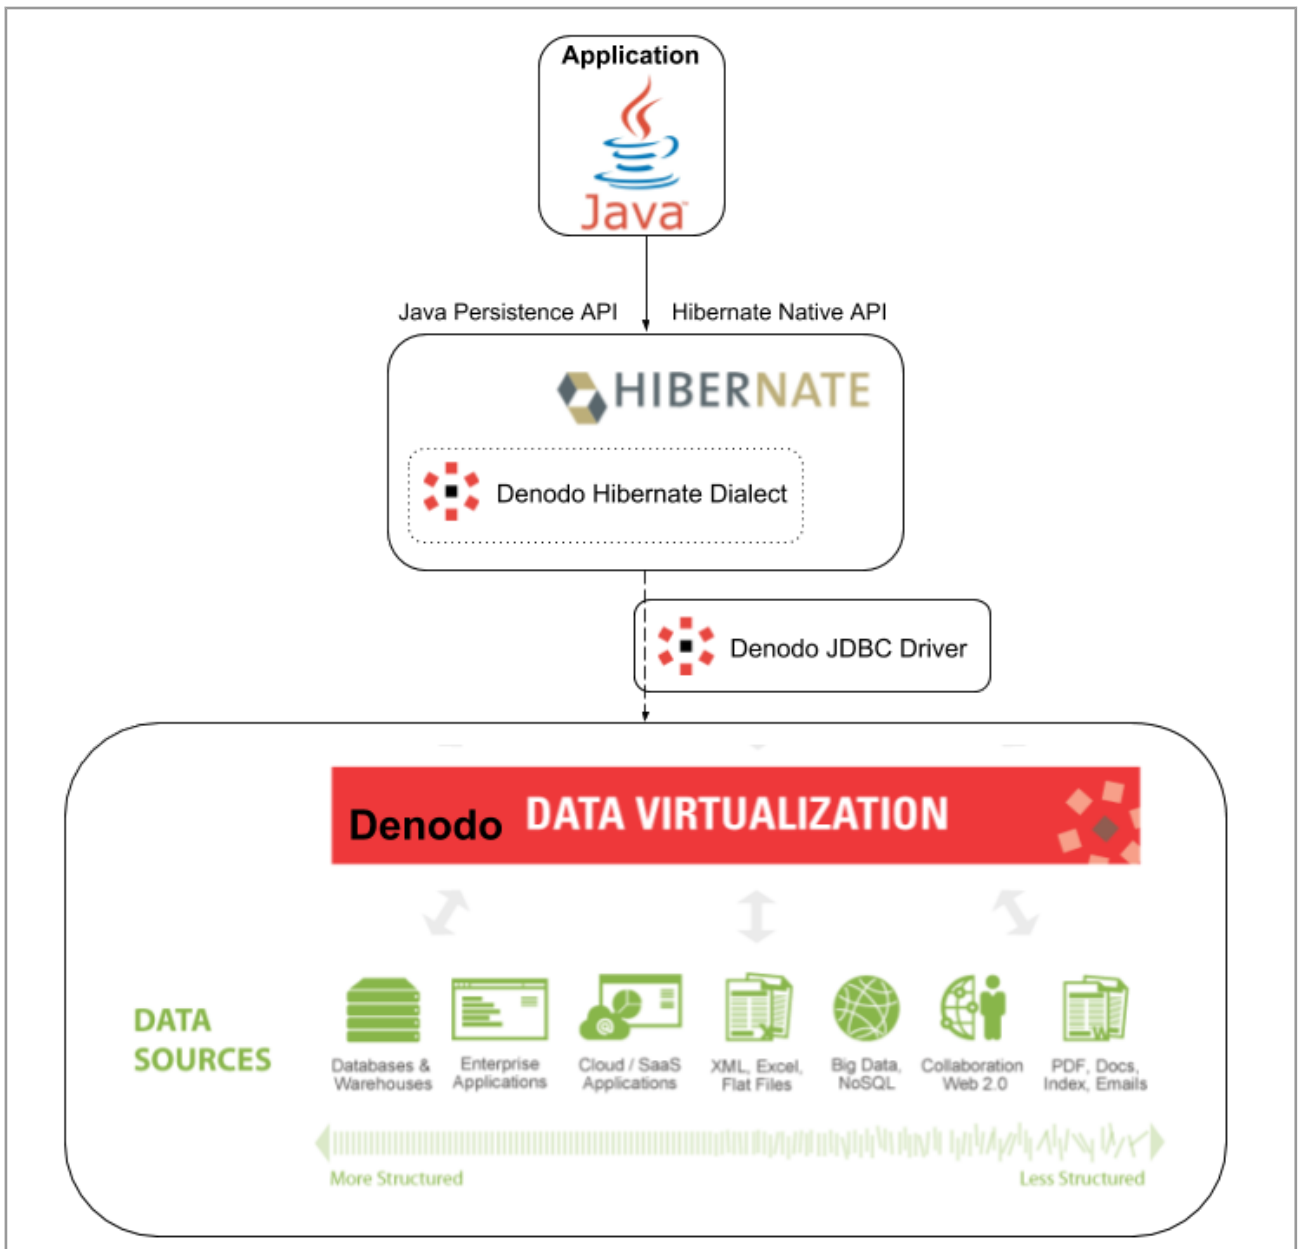 Application
Java™
Java Persistence API
Hibernate Native API
HIBERNATE
Denodo Hibernate Dialect
Denodo JDBC Driver
Denodo DATA VIRTUALIZATION
DATA
SOURCES
Databases &
Warehouses
Enterprise
Applications
Cloud / SaaS
Applications
@
XML, Excel,
Flat Files
X
Big Data,
NoSQL
Collaboration
Web 2.0
PDF, Docs,
Index, Emails
W
More Structured
Less Structured